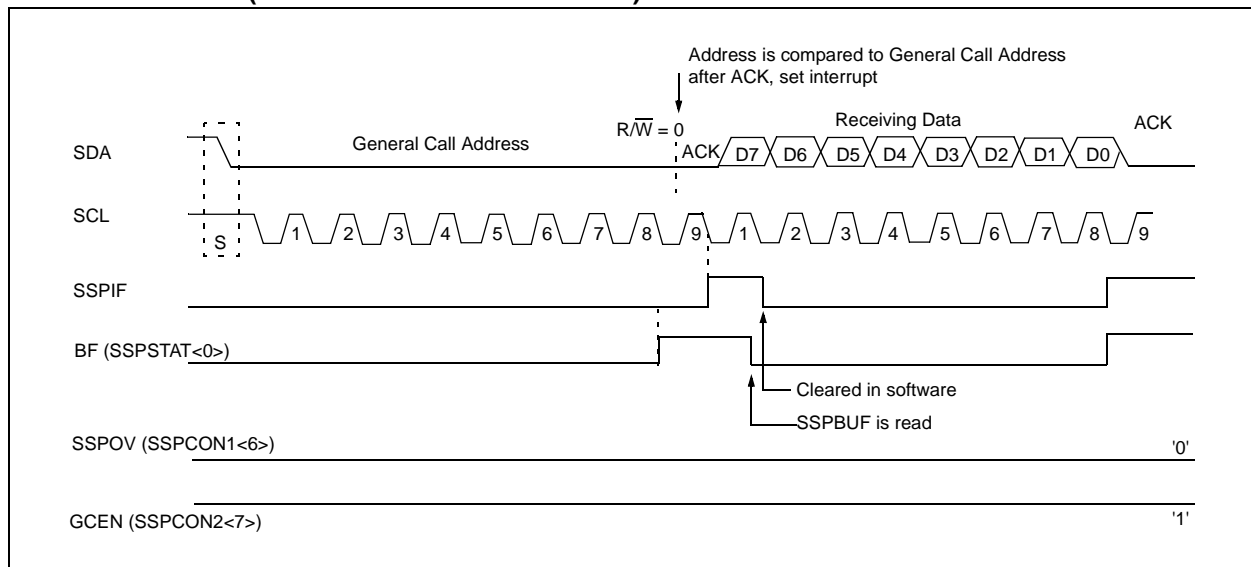 Address is compared to General Call Address
after ACK, set interrupt
R/W = 0
Receiving Data
ACK
General Call Address
SDA
ACK
D7 D6 D5 D4 D3 D2 D1 D0
SCL
S
1 2 3 4 5 6 7 8 9 1 2 3 4 5 6 7 8 9
SSPIF
BF (SSPSTAT<0>)
Cleared in software
SSPBUF is read
SSPOV (SSPCON1<6>)
'0'
GCEN (SSPCON2<7>)
'1'